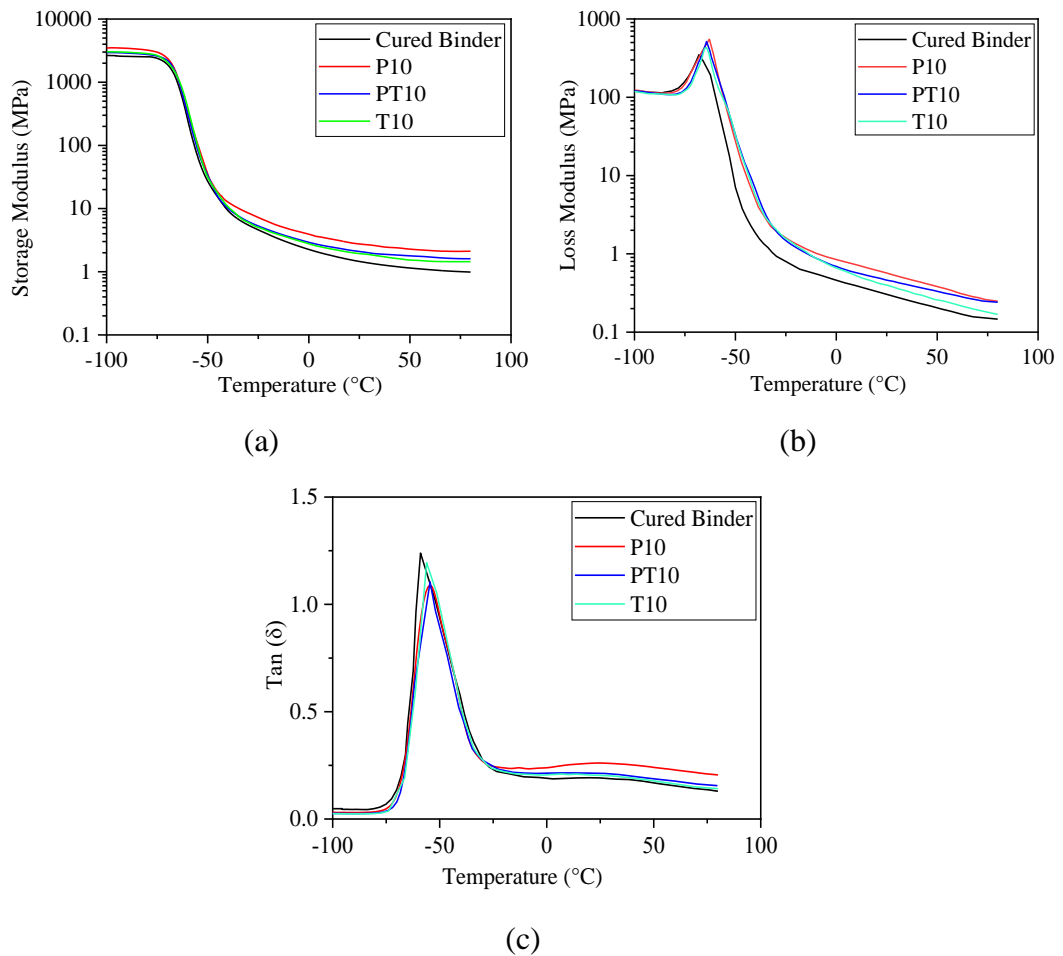 10000
1000
100
10
1
0.1
Storage Modulus (MPa)
-100
-50
0
50
100
Temperature (°C)
Cured Binder
P10
PT10
T10
(a)
1000
100
10
1
0.1
Loss Modulus (MPa)
-100
-50
0
50
100
Temperature (°C)
Cured Binder
P10
PT10
T10
(b)
1.5
1.0
0.5
0.0
Tan (δ)
-100
-50
0
50
100
Temperature (°C)
Cured Binder
P10
PT10
T10
(c)